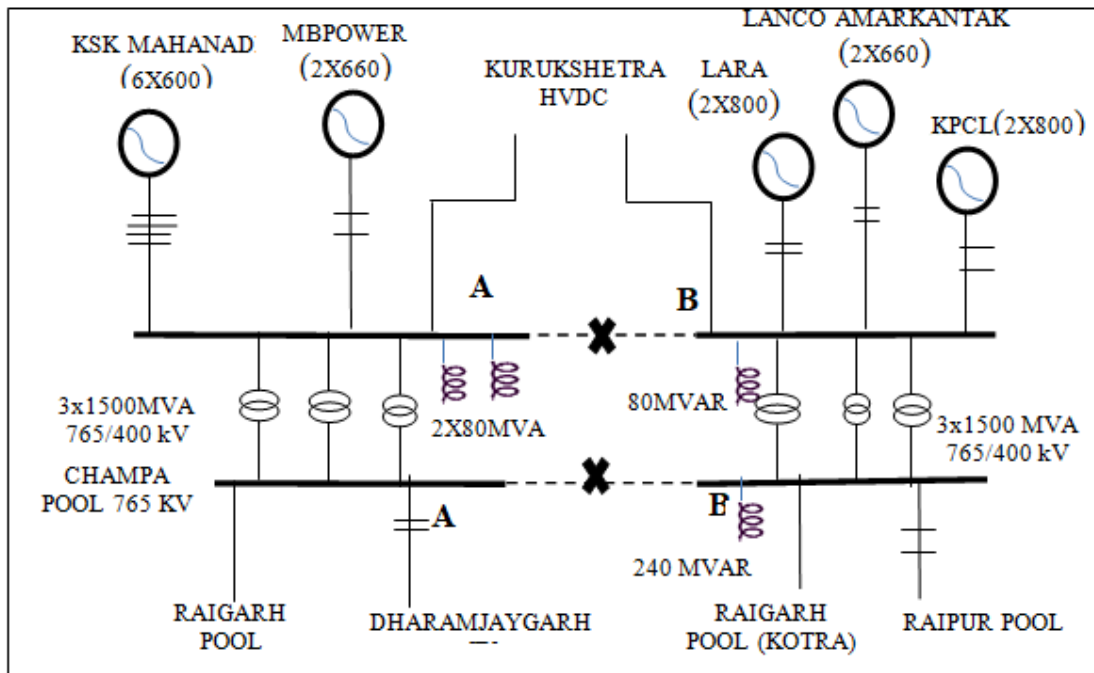 KSK MAHANAD
(6X600)
MBPOWER
(2X660)
KURUKSHETRA
HVDC
LARA
(2X800)
LANCO AMARKANTAK
(2X660)
KPCL(2X800)
A
B
3x1500MVA
765/400 kV
2X80MVA
80MVAR
3x1500 MVA
765/400 kV
CHAMPA
POOL 765 KV
A
B
240 MVAR
RAIGARH
POOL
DHARAMJAYGARH
RAIGARH
POOL (KOTRA)
RAIPUR POOL